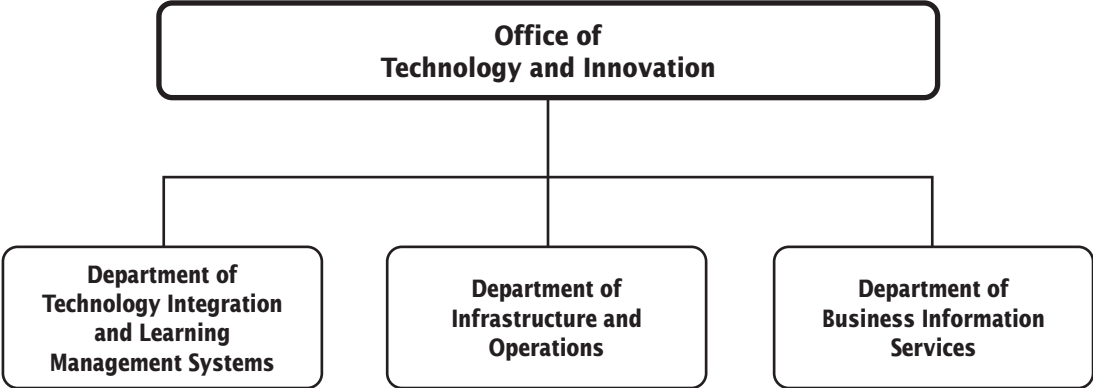 Office of
Technology and Innovation
Department of
Technology Integration
and Learning
Management Systems
Department of
Infrastructure and
Operations
Department of
Business Information
Services